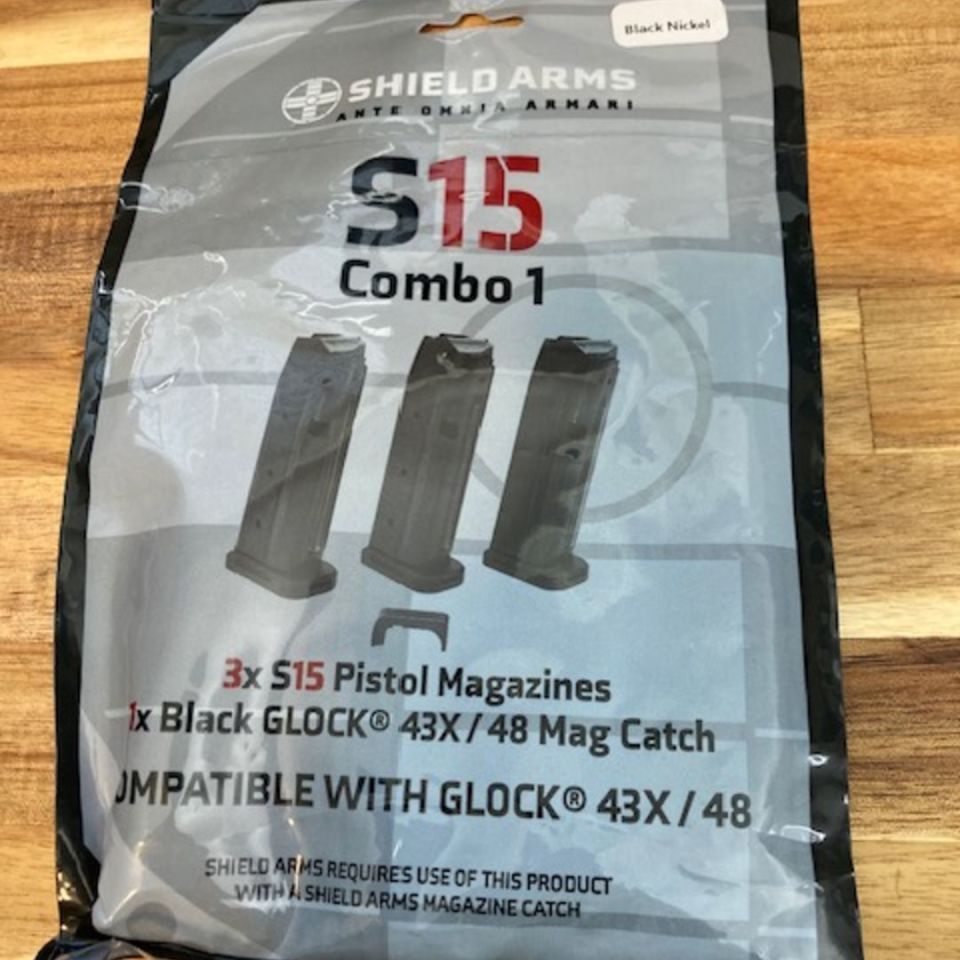 Black Nickel
SHIELD ARMS
ANTE OMNIA ARMARI
S15
Combo 1
3x S15 Pistol Magazines
1x Black GLOCK® 43X/48 Mag Catch
OMPATIBLE WITH GLOCK® 43X/48
SHIELD ARMS REQUIRES USE OF THIS PRODUCT
WITH A SHIELD ARMS MAGAZINE CATCH